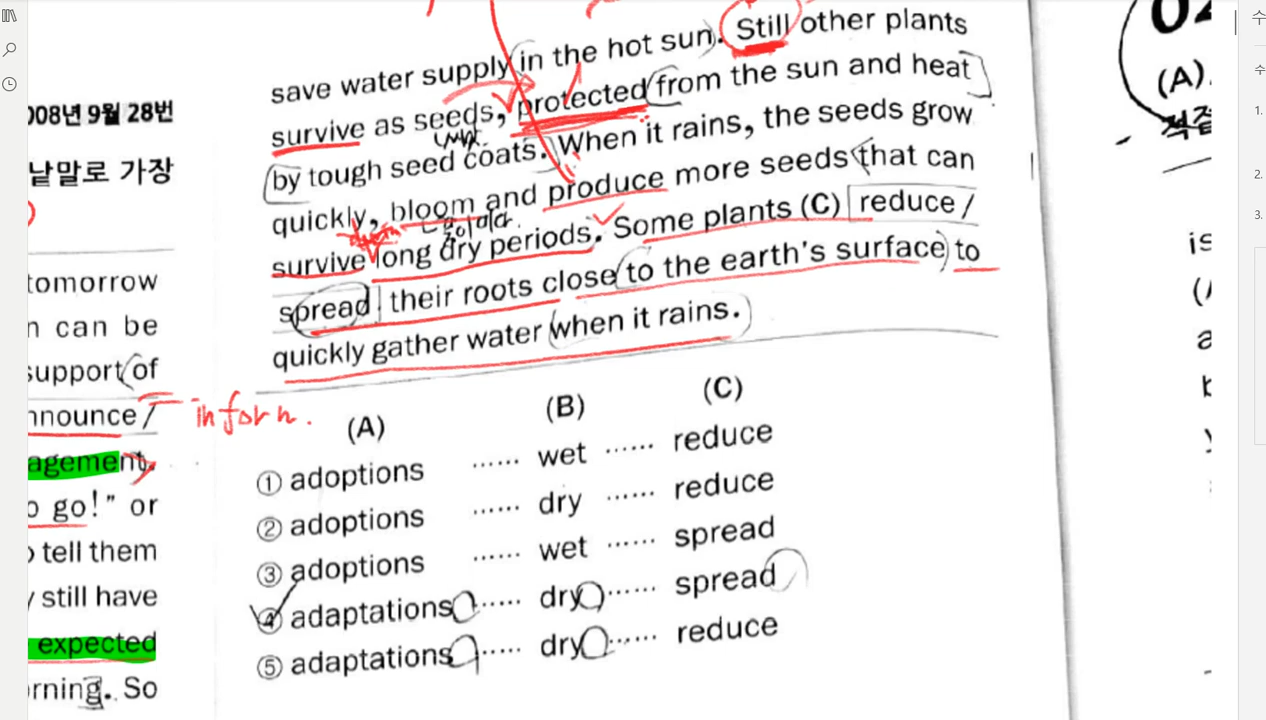 save water supply in the hot sun. Still other plants
survive as seeds, protected from the sun and heat
by tough seed coats. When it rains, the seeds grow
quickly, bloom and produce more seeds that can
survive long dry periods. Some plants (C) reduce /
spread their roots close to the earth's surface to
quickly gather water when it rains.
(A) (B) (C)
① adoptions ...... wet ...... reduce
② adoptions ...... dry ...... reduce
③ adoptions ...... wet ...... spread
④ adaptations ...... dry ...... spread
⑤ adaptations ...... dry ...... reduce
008년 9월 28번
낱말로 가장
tomorrow
n can be
support of
nnounce / inform.
agement.
o go!" or
tell them
still have
expected
rning. So
02
(A)
is
수
수
1.
2.
3.